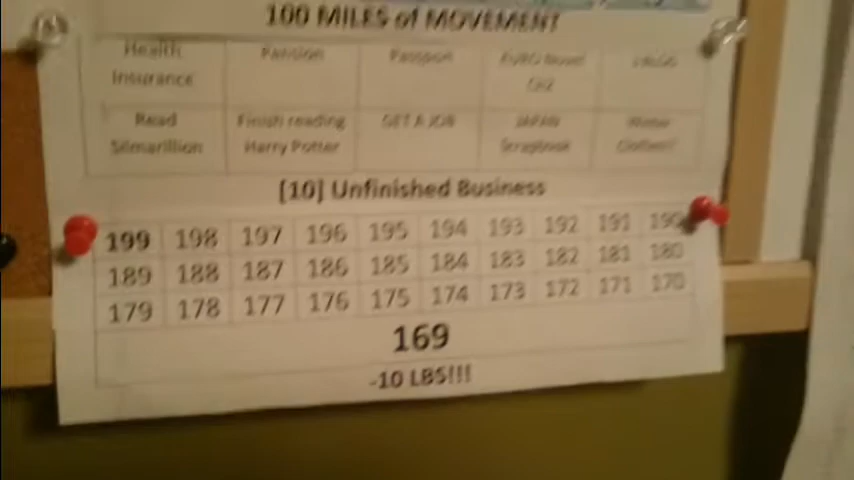 100 MILES of MOVEMENT
Health Insurance Pension Passport
Read Silmarillion Finish reading Harry Potter GET A JOB JAPAN Scrapbook
[10] Unfinished Business
199 198 197 196 195 194 193 192 191 190
189 188 187 186 185 184 183 182 181 180
179 178 177 176 175 174 173 172 171 170
169
-10 LBS!!!